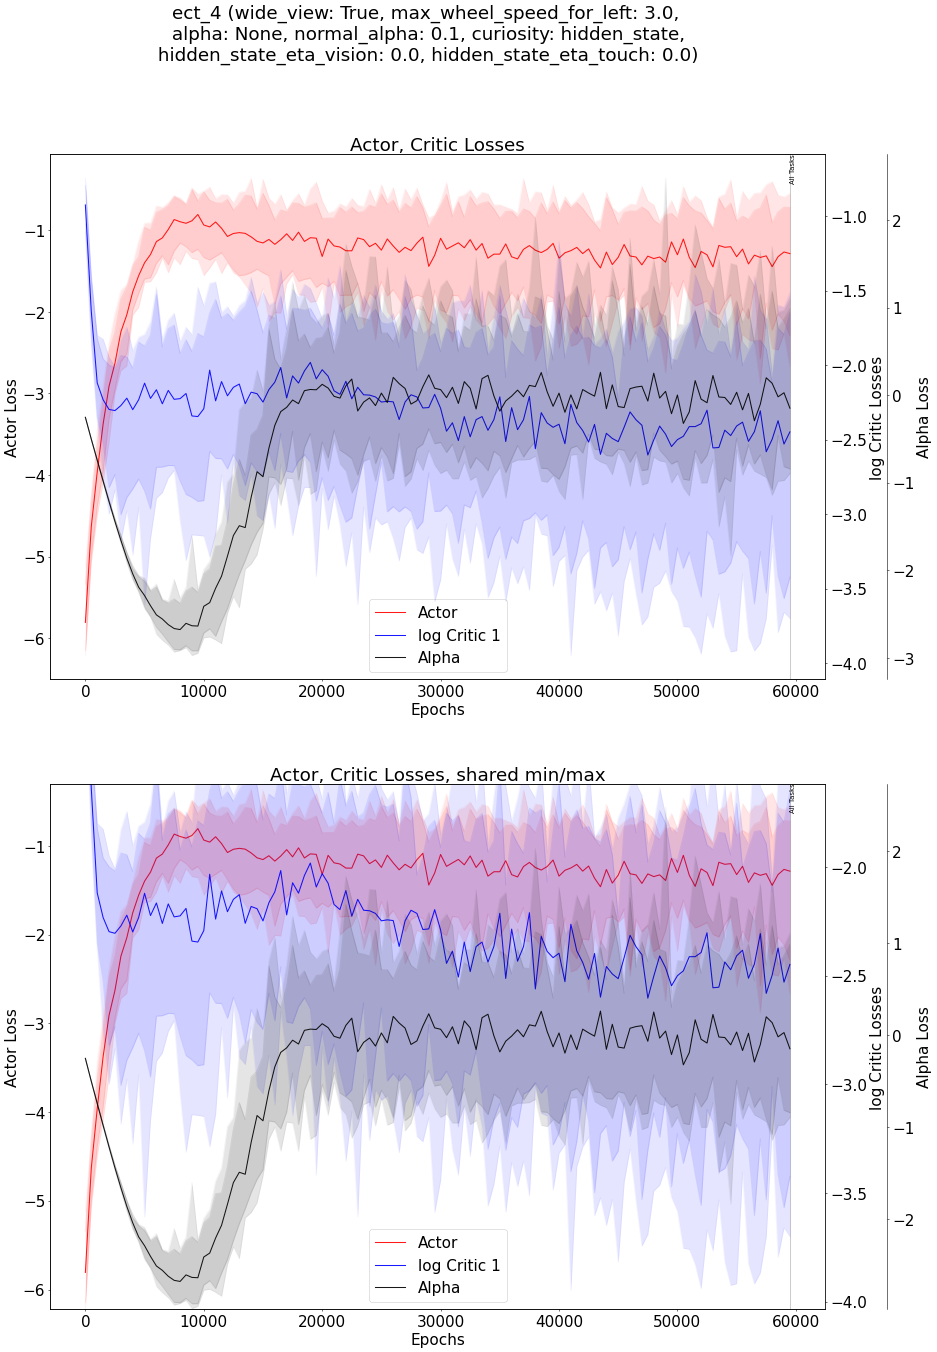 ect_4 (wide_view: True, max_wheel_speed_for_left: 3.0,
alpha: None, normal_alpha: 0.1, curiosity: hidden_state,
hidden_state_eta_vision: 0.0, hidden_state_eta_touch: 0.0)
Actor, Critic Losses
All Tasks
Actor Loss
−1
−2
−3
−4
−5
−6
−1.0
−1.5
−2.0
−2.5
−3.0
−3.5
−4.0
log Critic Losses
2
1
0
−1
−2
−3
Alpha Loss
Actor
log Critic 1
Alpha
0 10000 20000 30000 40000 50000 60000
Epochs
Actor, Critic Losses, shared min/max
All Tasks
Actor Loss
−1
−2
−3
−4
−5
−6
−2.0
−2.5
−3.0
−3.5
−4.0
log Critic Losses
2
1
0
−1
−2
Alpha Loss
Actor
log Critic 1
Alpha
0 10000 20000 30000 40000 50000 60000
Epochs